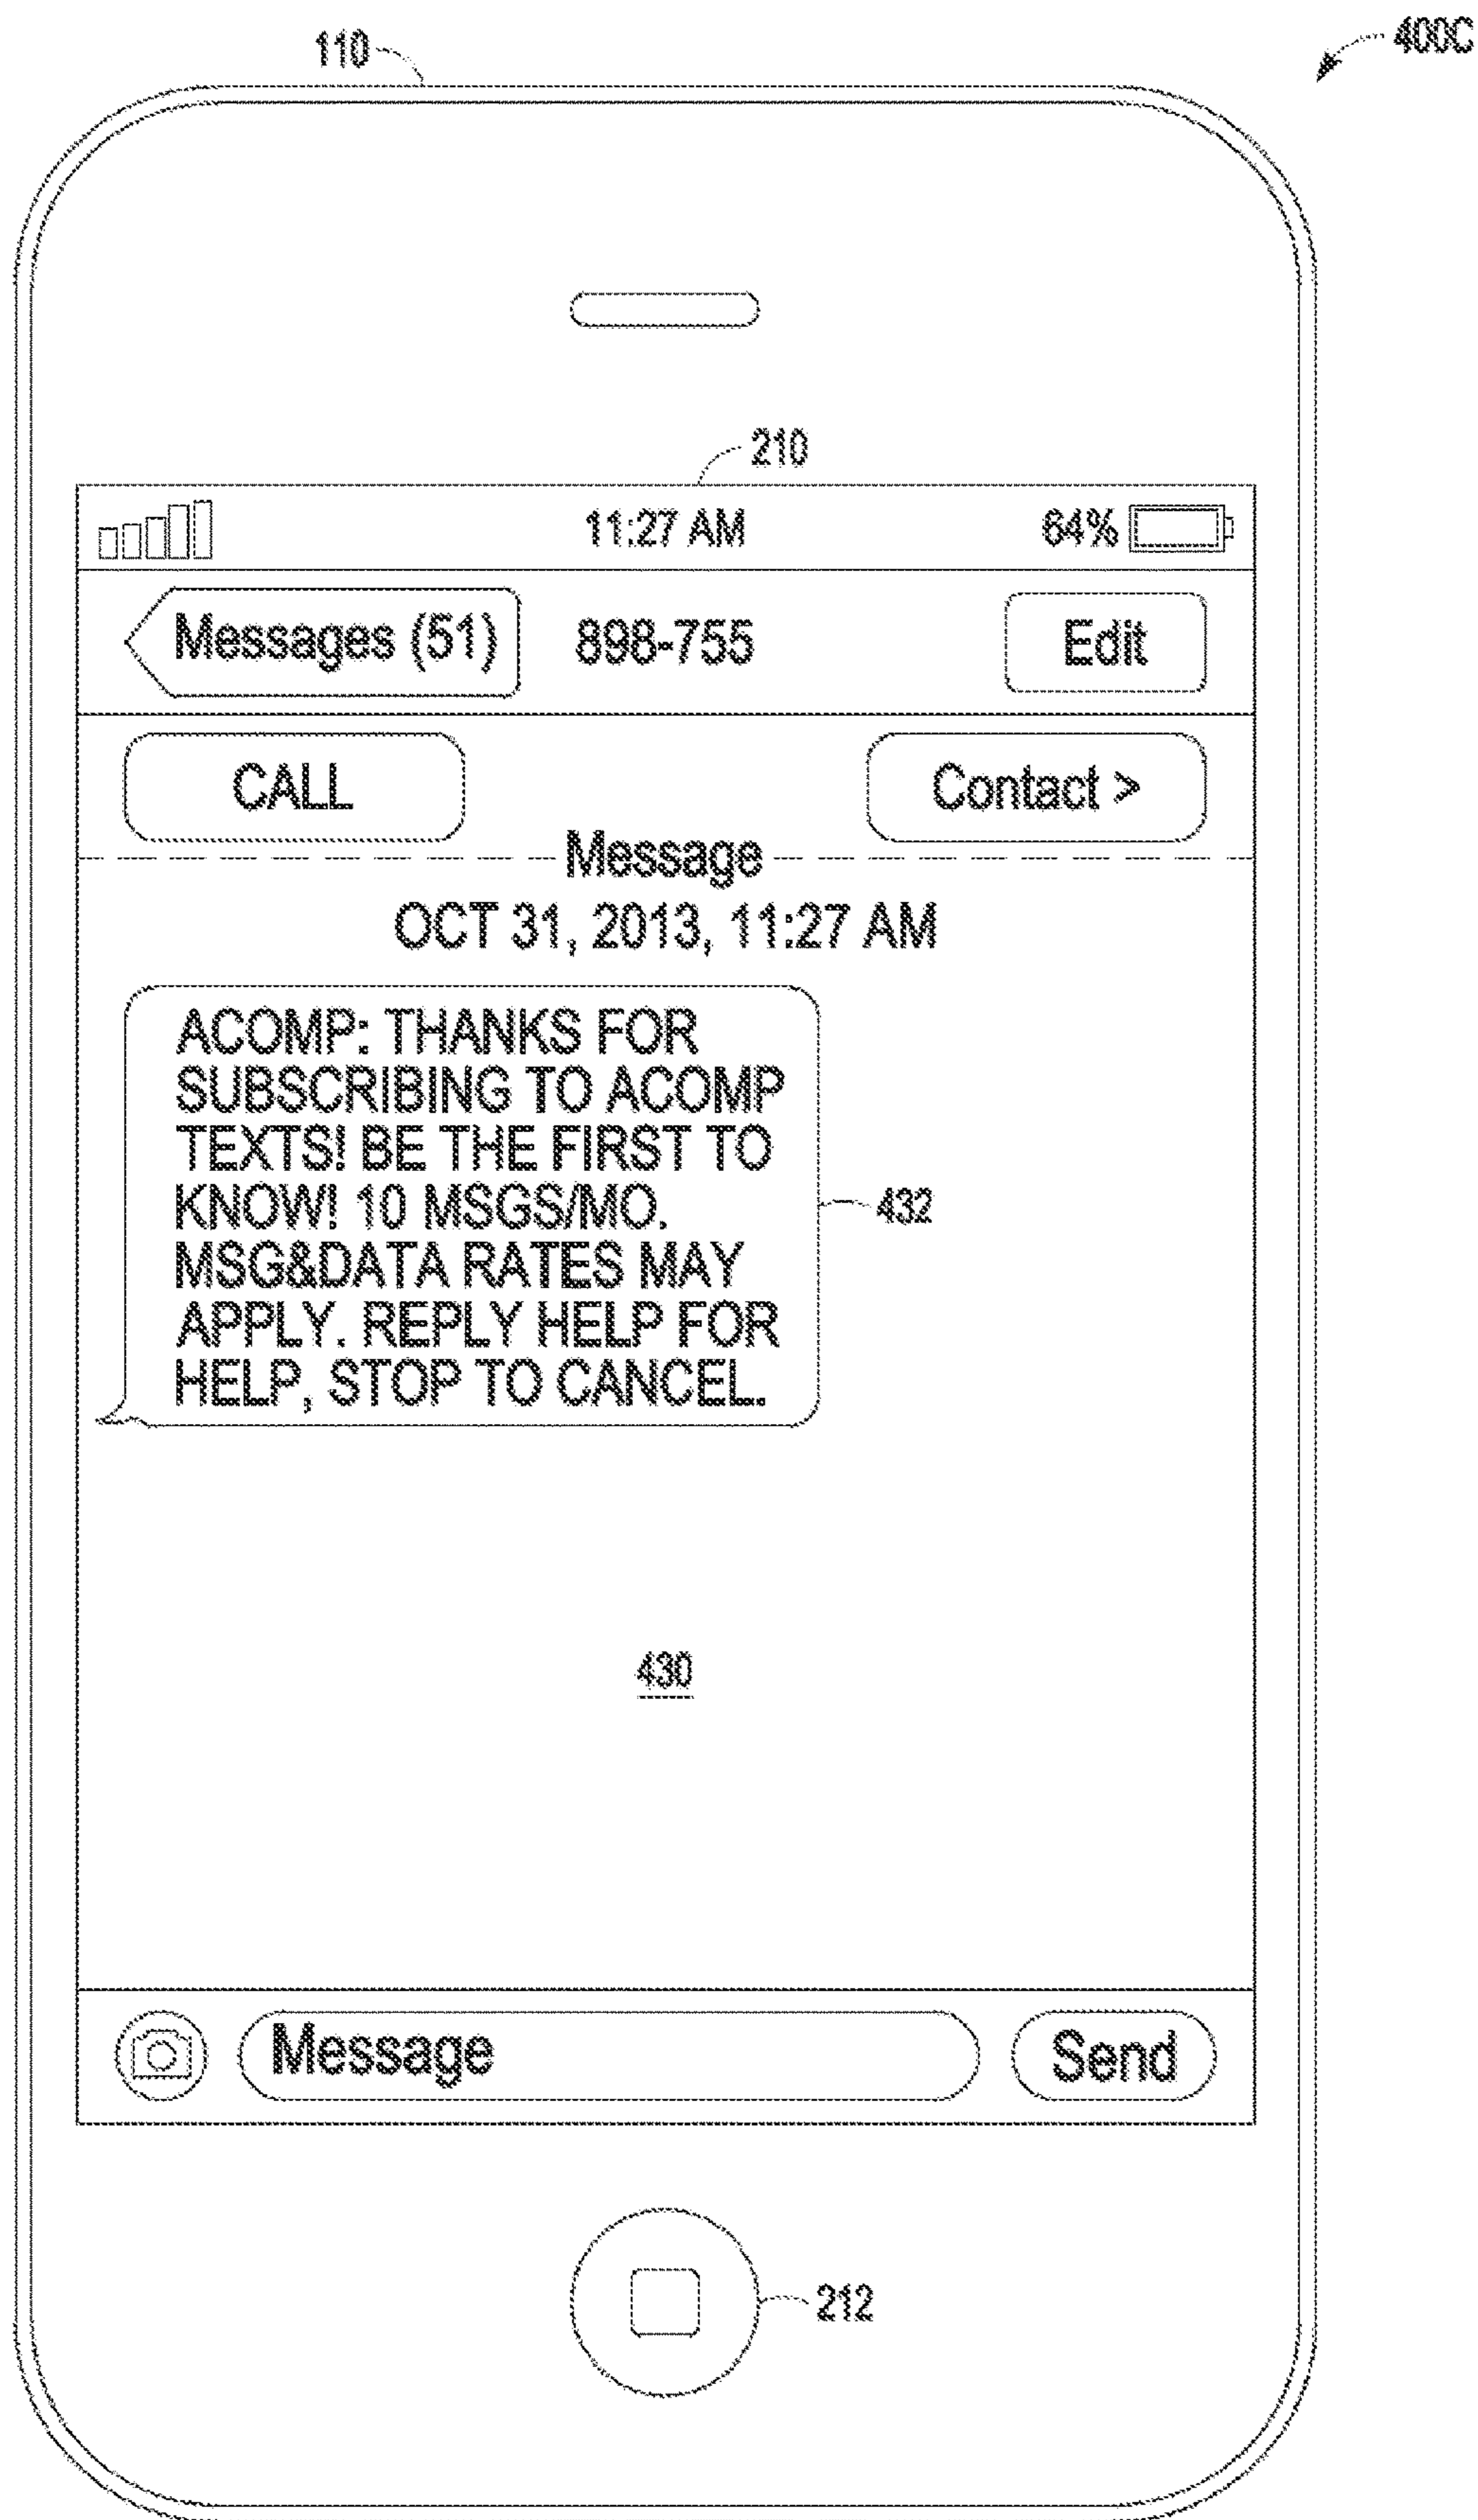 110
400C
210
11:27 AM 64%
Messages (51) 898-755 Edit
CALL Contact >
Message
OCT 31, 2013, 11:27 AM
ACOMP: THANKS FOR
SUBSCRIBING TO ACOMP
TEXTS! BE THE FIRST TO
KNOW! 10 MSGS/MO.
MSG&DATA RATES MAY
APPLY. REPLY HELP FOR
HELP, STOP TO CANCEL.
432
430
Message Send
212